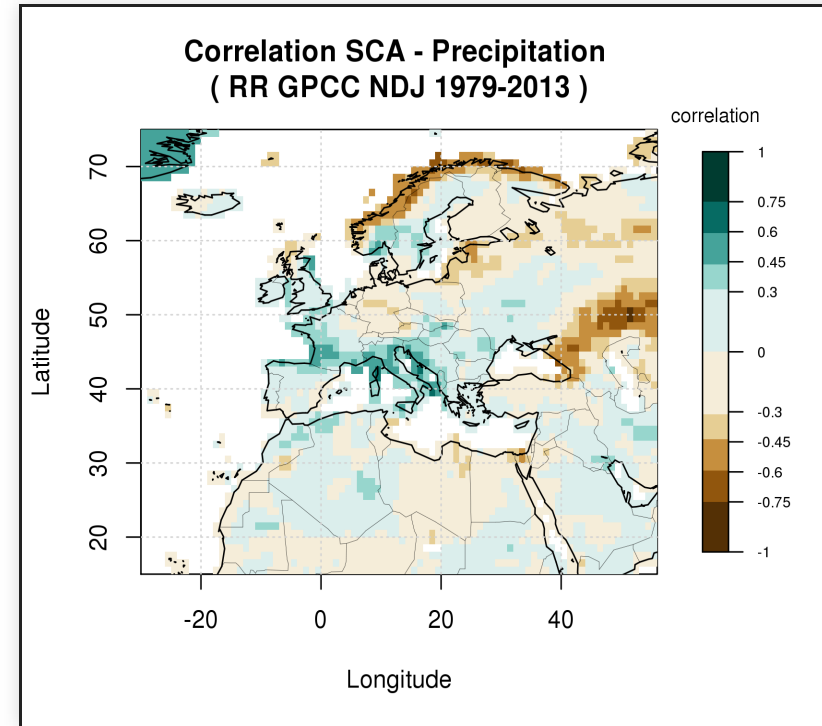 Correlation SCA - Precipitation
( RR GPCC NDJ 1979-2013 )
correlation
1
0.75
0.6
0.45
0.3
0
-0.3
-0.45
-0.6
-0.75
-1
Latitude
70
60
50
40
30
20
-20 0 20 40
Longitude